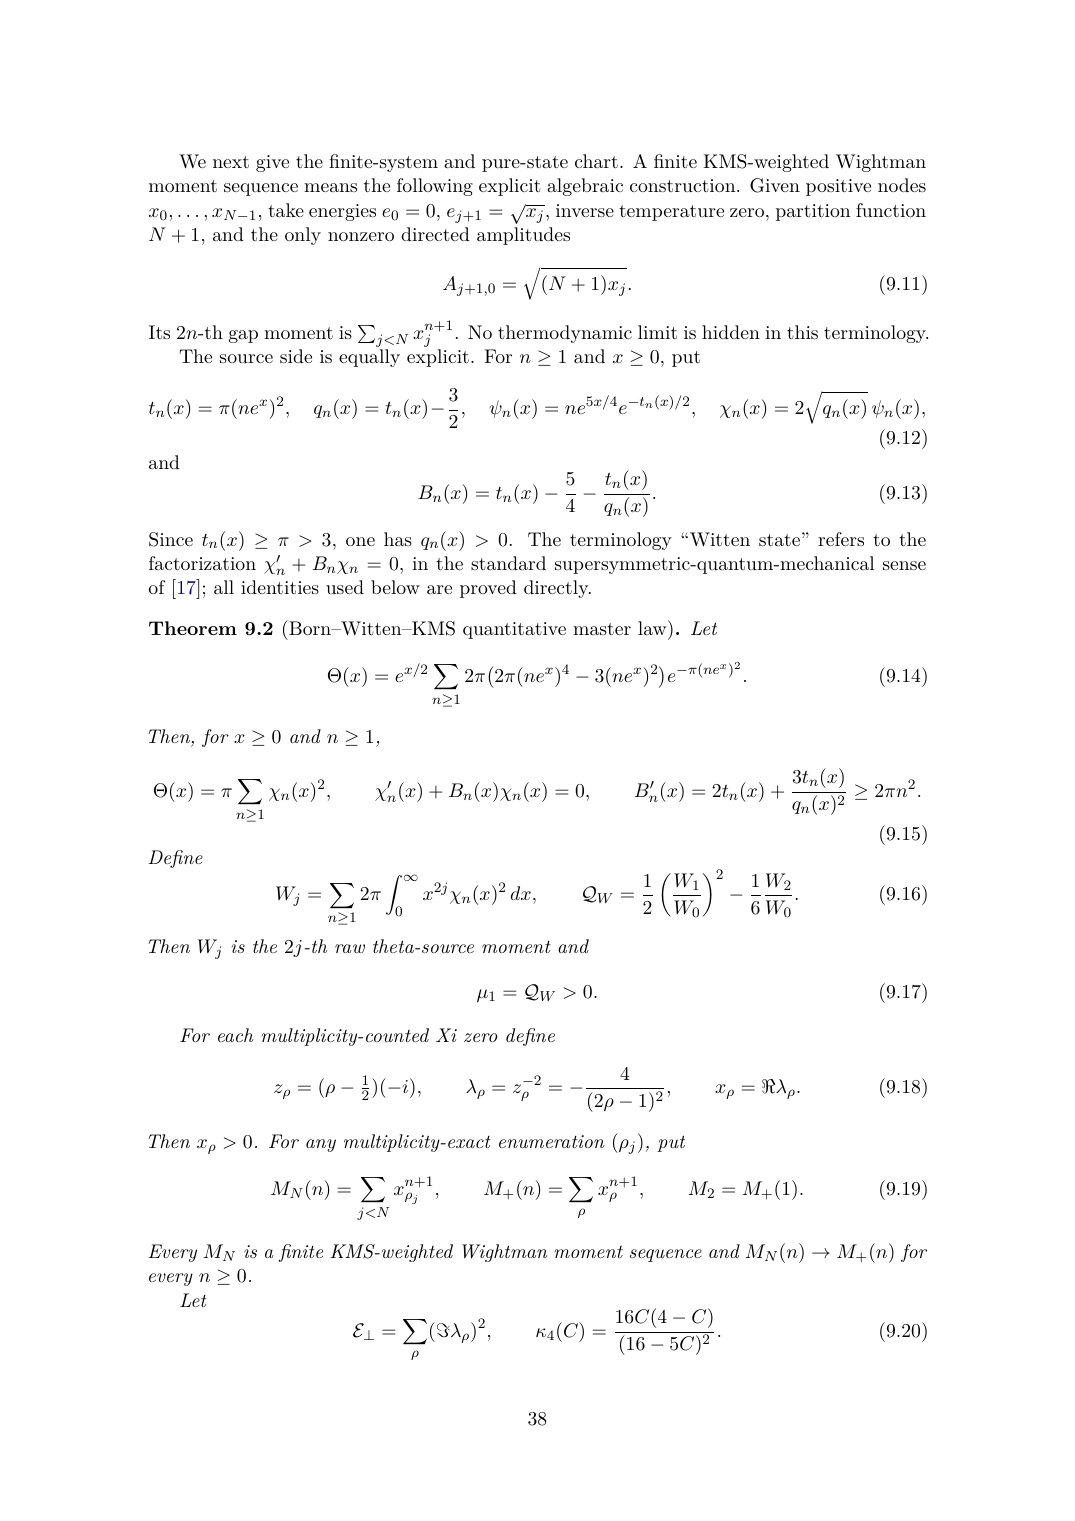 We next give the finite-system and pure-state chart. A finite KMS-weighted Wightman
moment sequence means the following explicit algebraic construction. Given positive nodes
x_0, . . . , x_{N−1}, take energies e_0 = 0, e_{j+1} = √x_j, inverse temperature zero, partition function
N + 1, and the only nonzero directed amplitudes
A_{j+1,0} = √((N + 1)x_j). (9.11)
Its 2n-th gap moment is ∑_{j<N} x_j^{n+1}. No thermodynamic limit is hidden in this terminology.
The source side is equally explicit. For n ≥ 1 and x ≥ 0, put
t_n(x) = π(ne^x)^2, q_n(x) = t_n(x)−3/2, ψ_n(x) = ne^{5x/4}e^{−t_n(x)/2}, χ_n(x) = 2√(q_n(x)) ψ_n(x),
(9.12)
and
B_n(x) = t_n(x) − 5/4 − t_n(x)/q_n(x). (9.13)
Since t_n(x) ≥ π > 3, one has q_n(x) > 0. The terminology “Witten state” refers to the
factorization χ′_n + B_nχ_n = 0, in the standard supersymmetric-quantum-mechanical sense
of [17]; all identities used below are proved directly.
Theorem 9.2 (Born–Witten–KMS quantitative master law). Let
Θ(x) = e^{x/2} ∑_{n≥1} 2π(2π(ne^x)^4 − 3(ne^x)^2)e^{−π(ne^x)^2}. (9.14)
Then, for x ≥ 0 and n ≥ 1,
Θ(x) = π ∑_{n≥1} χ_n(x)^2, χ′_n(x) + B_n(x)χ_n(x) = 0, B′_n(x) = 2t_n(x) + 3t_n(x)/q_n(x)^2 ≥ 2πn^2.
(9.15)
Define
W_j = ∑_{n≥1} 2π ∫_0^∞ x^{2j}χ_n(x)^2 dx, 𝒬_W = 1/2 (W_1/W_0)^2 − 1/6 W_2/W_0. (9.16)
Then W_j is the 2j-th raw theta-source moment and
μ_1 = 𝒬_W > 0. (9.17)
For each multiplicity-counted Xi zero define
z_ρ = (ρ − 1/2)(−i), λ_ρ = z_ρ^{−2} = −4/(2ρ − 1)^2, x_ρ = ℜλ_ρ. (9.18)
Then x_ρ > 0. For any multiplicity-exact enumeration (ρ_j), put
M_N(n) = ∑_{j<N} x_{ρ_j}^{n+1}, M_+(n) = ∑_ρ x_ρ^{n+1}, M_2 = M_+(1). (9.19)
Every M_N is a finite KMS-weighted Wightman moment sequence and M_N(n) → M_+(n) for
every n ≥ 0.
Let
ℰ_⊥ = ∑_ρ (ℑλ_ρ)^2, κ_4(C) = 16C(4 − C)/(16 − 5C)^2. (9.20)
38